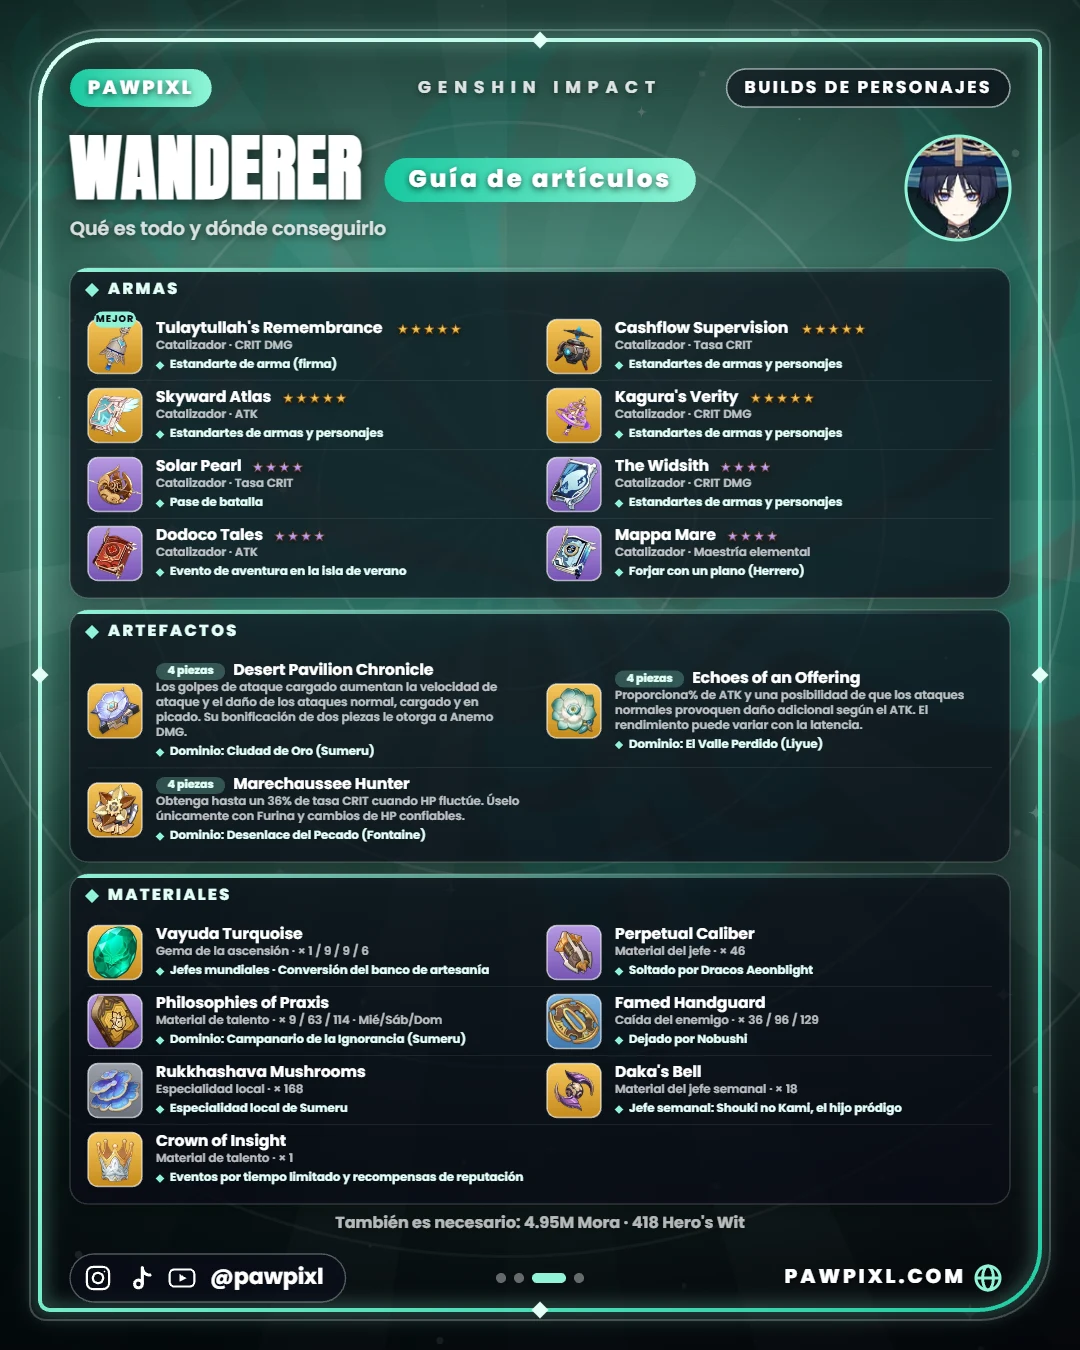 PAWPIXL
GENSHIN IMPACT
BUILDS DE PERSONAJES
WANDERER
Guía de artículos
Qué es todo y dónde conseguirlo
ARMAS
MEJOR
Tulaytullah's Remembrance ★★★★★
Catalizador · CRIT DMG
Estandarte de arma (firma)
Cashflow Supervision ★★★★★
Catalizador · Tasa CRIT
Estandartes de armas y personajes
Skyward Atlas ★★★★★
Catalizador · ATK
Estandartes de armas y personajes
Kagura's Verity ★★★★★
Catalizador · CRIT DMG
Estandartes de armas y personajes
Solar Pearl ★★★★
Catalizador · Tasa CRIT
Pase de batalla
The Widsith ★★★★
Catalizador · CRIT DMG
Estandartes de armas y personajes
Dodoco Tales ★★★★
Catalizador · ATK
Evento de aventura en la isla de verano
Mappa Mare ★★★★
Catalizador · Maestría elemental
Forjar con un plano (Herrero)
ARTEFACTOS
4 piezas Desert Pavilion Chronicle
Los golpes de ataque cargado aumentan la velocidad de
ataque y el daño de los ataques normal, cargado y en
picado. Su bonificación de dos piezas le otorga a Anemo
DMG.
Dominio: Ciudad de Oro (Sumeru)
4 piezas Echoes of an Offering
Proporciona% de ATK y una posibilidad de que los ataques
normales provoquen daño adicional según el ATK. El
rendimiento puede variar con la latencia.
Dominio: El Valle Perdido (Liyue)
4 piezas Marechaussee Hunter
Obtenga hasta un 36% de tasa CRIT cuando HP fluctúe. Úselo
únicamente con Furina y cambios de HP confiables.
Dominio: Desenlace del Pecado (Fontaine)
MATERIALES
Vayuda Turquoise
Gema de la ascensión · × 1 / 9 / 9 / 6
Jefes mundiales · Conversión del banco de artesanía
Perpetual Caliber
Material del jefe · × 46
Soltado por Dracos Aeonblight
Philosophies of Praxis
Material de talento · × 9 / 63 / 114 · Mié/Sáb/Dom
Dominio: Campanario de la Ignorancia (Sumeru)
Famed Handguard
Caída del enemigo · × 36 / 96 / 129
Dejado por Nobushi
Rukkhashava Mushrooms
Especialidad local · × 168
Especialidad local de Sumeru
Daka's Bell
Material del jefe semanal · × 18
Jefe semanal: Shouki no Kami, el hijo pródigo
Crown of Insight
Material de talento · × 1
Eventos por tiempo limitado y recompensas de reputación
También es necesario: 4.95M Mora · 418 Hero's Wit
@pawpixl
PAWPIXL.COM